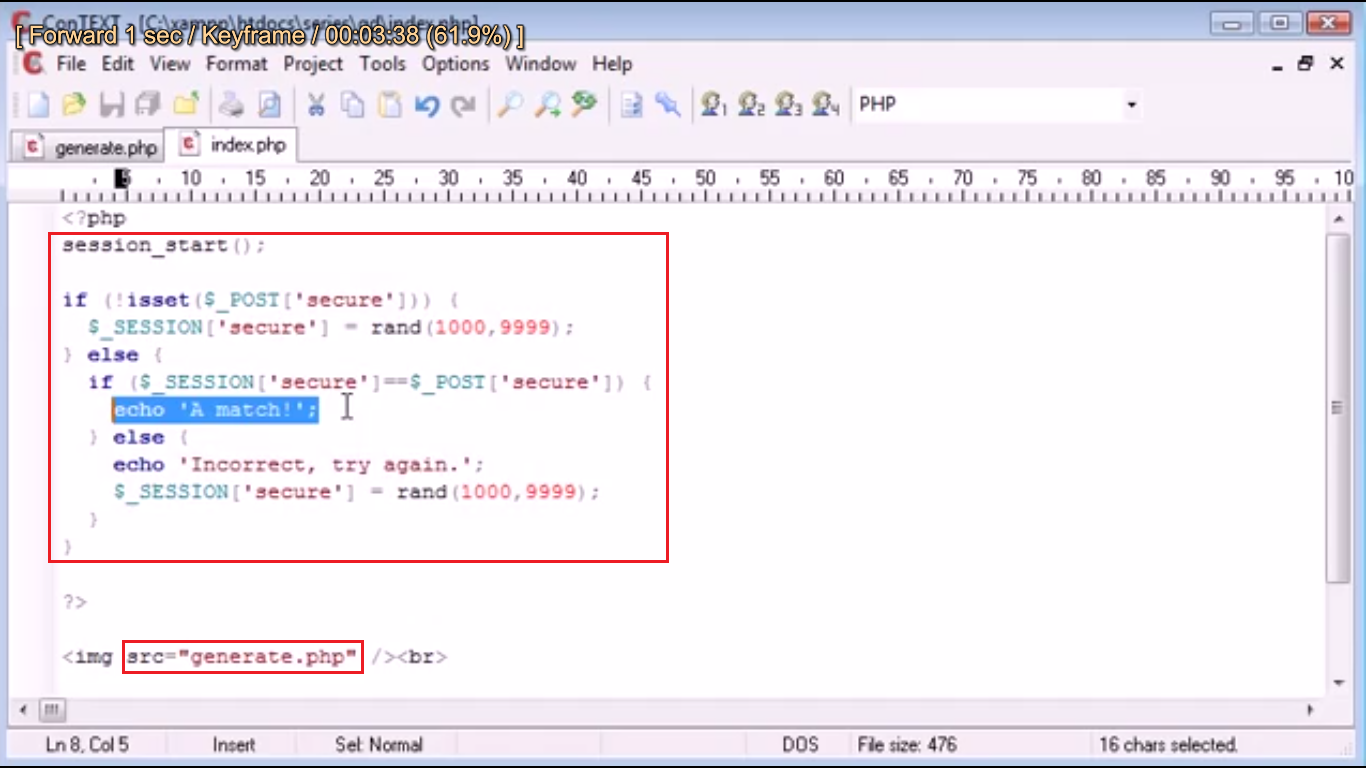 ConTEXT - [C:\xampp\htdocs\series\gd\index.php]
[ Forward 1 sec / Keyframe / 00:03:38 (61.9%) ]
File Edit View Format Project Tools Options Window Help
1 2 3 4 PHP
generate.php index.php
5 10 15 20 25 30 35 40 45 50 55 60 65 70 75 80 85 90 95 10
<?php
session_start();
if (!isset($_POST['secure'])) {
$_SESSION['secure'] = rand(1000,9999);
} else {
if ($_SESSION['secure']==$_POST['secure']) {
echo 'A match!';
} else {
echo 'Incorrect, try again.';
$_SESSION['secure'] = rand(1000,9999);
}
}
?>
<img src="generate.php" /><br>
Ln 8, Col 5 Insert Sel: Normal DOS File size: 476 16 chars selected.